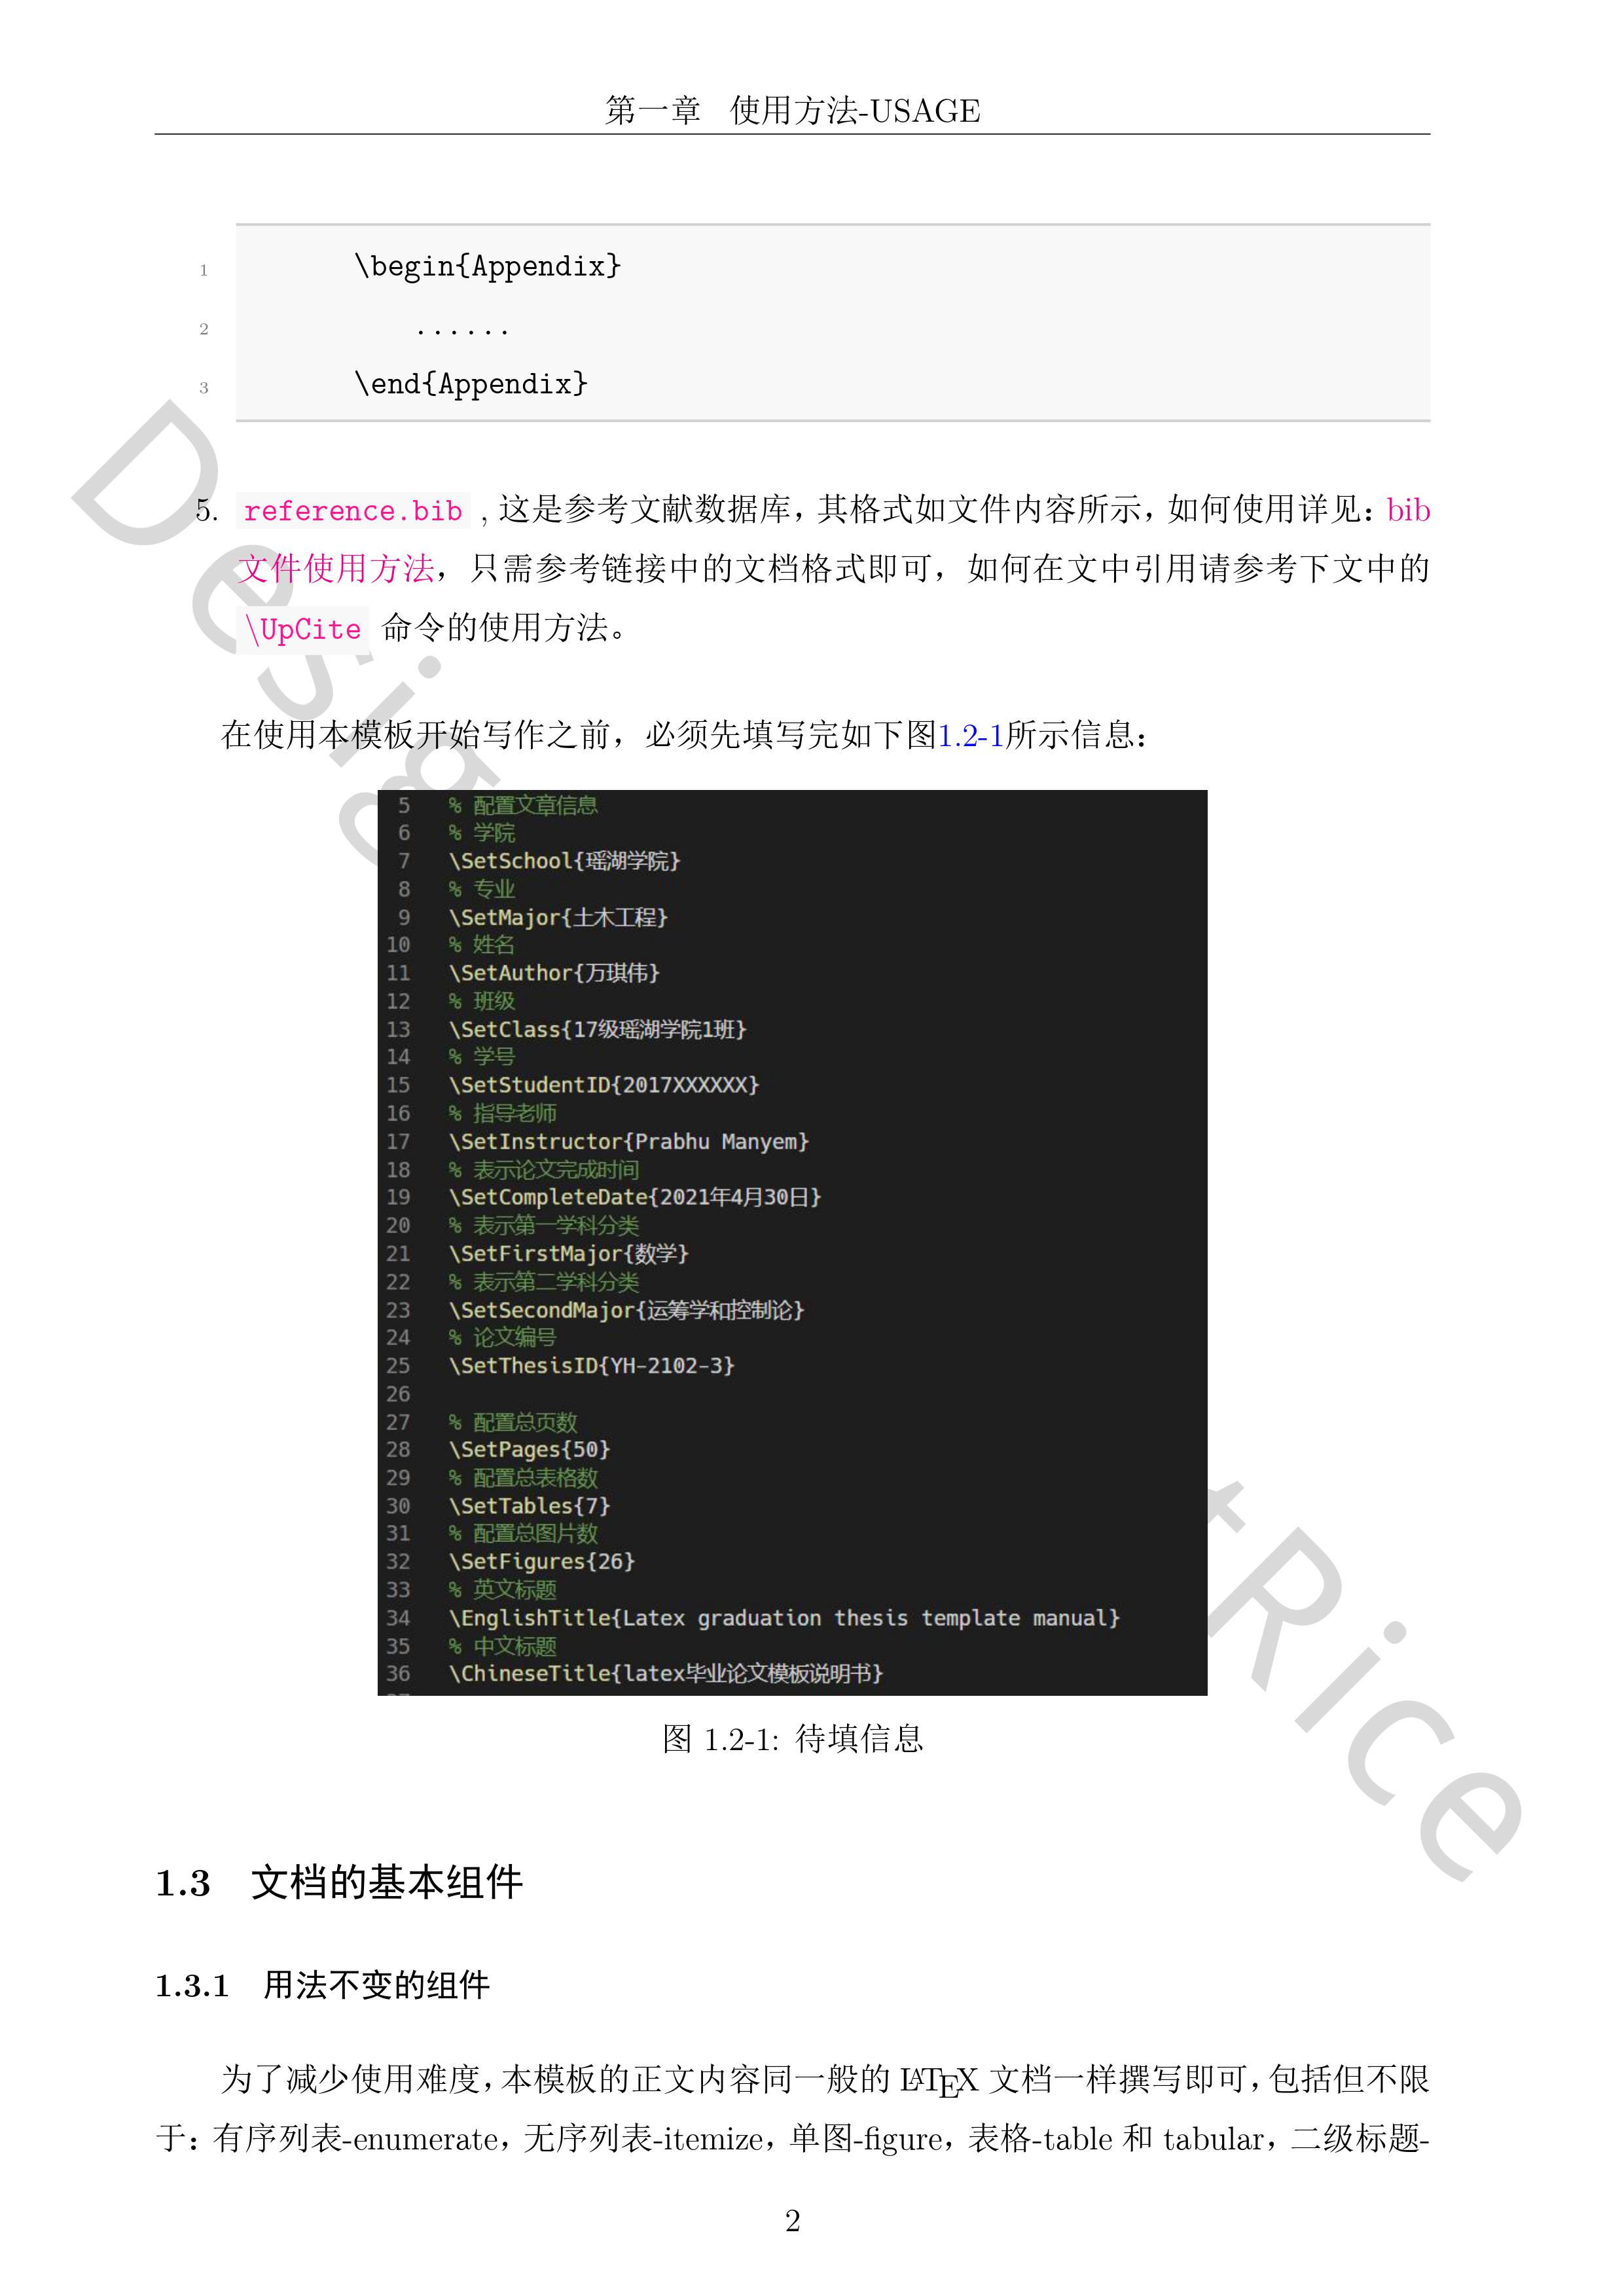 第一章 使用方法-USAGE
1 \begin{Appendix}
2 ......
3 \end{Appendix}
5. reference.bib , 这是参考文献数据库，其格式如文件内容所示，如何使用详见：bib
文件使用方法，只需参考链接中的文档格式即可，如何在文中引用请参考下文中的
\UpCite 命令的使用方法。
在使用本模板开始写作之前，必须先填写完如下图1.2-1所示信息：
5 % 配置文章信息
6 % 学院
7 \SetSchool{瑶湖学院}
8 % 专业
9 \SetMajor{土木工程}
10 % 姓名
11 \SetAuthor{万琪伟}
12 % 班级
13 \SetClass{17级瑶湖学院1班}
14 % 学号
15 \SetStudentID{2017XXXXXX}
16 % 指导老师
17 \SetInstructor{Prabhu Manyem}
18 % 表示论文完成时间
19 \SetCompleteDate{2021年4月30日}
20 % 表示第一学科分类
21 \SetFirstMajor{数学}
22 % 表示第二学科分类
23 \SetSecondMajor{运筹学和控制论}
24 % 论文编号
25 \SetThesisID{YH-2102-3}
26
27 % 配置总页数
28 \SetPages{50}
29 % 配置总表格数
30 \SetTables{7}
31 % 配置总图片数
32 \SetFigures{26}
33 % 英文标题
34 \EnglishTitle{Latex graduation thesis template manual}
35 % 中文标题
36 \ChineseTitle{latex毕业论文模板说明书}
图 1.2-1: 待填信息
1.3 文档的基本组件
1.3.1 用法不变的组件
为了减少使用难度，本模板的正文内容同一般的 LATEX 文档一样撰写即可，包括但不限
于：有序列表-enumerate，无序列表-itemize，单图-figure，表格-table 和 tabular，二级标题-
2